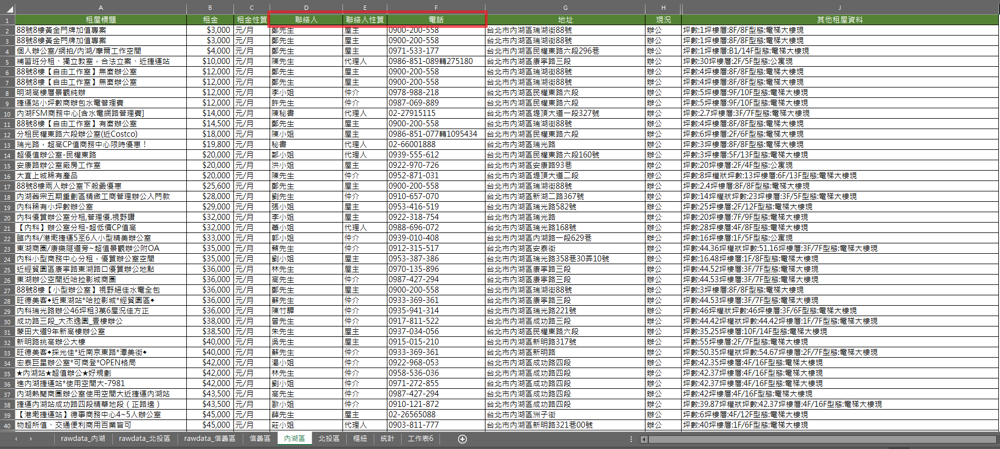 A B C D E F G H J
1 租屋標題 租金 租金性質 聯絡人 聯絡人性質 電話 地址 現況 其他租屋資料
2 88號8樓黃金門牌加值專案 $3,000 元/月 鄭先生 屋主 0900-200-558 台北市內湖區瑞湖街88號 辦公 坪數:1坪樓層:8F/8F型態:電梯大樓現
3 88號8樓黃金門牌加值專案 $3,000 元/月 鄭先生 屋主 0900-200-558 台北市內湖區瑞湖街88號 辦公 坪數:1坪樓層:8F/8F型態:電梯大樓現
4 個人辦公室/網拍/內湖/摩爾工作空間 $4,000 元/月 鄭先生 屋主 0971-533-177 台北市內湖區民權東路六段296巷 辦公 坪數:1坪樓層:B1/14F型態:電梯大樓現
5 補習班分租、獨立教室，合法立案、近捷運站 $10,000 元/月 陳先生 代理人 0986-851-089轉275180 台北市內湖區康寧路三段 辦公 坪數:30坪樓層:2F/5F型態:公寓現
6 88號8樓【自由工作室】無窗辦公室 $12,000 元/月 鄭先生 屋主 0900-200-558 台北市內湖區瑞湖街88號 辦公 坪數:4坪樓層:8F/8F型態:電梯大樓現
7 88號8樓【自由工作室】無窗辦公室 $12,000 元/月 鄭先生 屋主 0900-200-558 台北市內湖區瑞湖街88號 辦公 坪數:4坪樓層:8F/8F型態:電梯大樓現
8 明湖高樓層景觀純辦 $12,000 元/月 李小姐 仲介 0978-988-218 台北市內湖區民權東路六段 辦公 坪數:5坪樓層:9F/10F型態:電梯大樓現
9 捷運站小坪數商辦包水電管理費 $12,000 元/月 許先生 仲介 0987-069-889 台北市內湖區民權東路六段 辦公 坪數:5坪樓層:9F/10F型態:電梯大樓現
10 內湖FSM商務中心[含水電網路管理費] $14,000 元/月 陳秘書 代理人 02-27915115 台北市內湖區堤頂大道一段327號 辦公 坪數:2.7坪樓層:3F/7F型態:電梯大樓現
11 88號8樓【自由工作室】有窗辦公室 $14,500 元/月 鄭先生 屋主 0900-200-558 台北市內湖區瑞湖街88號 辦公 坪數:4坪樓層:8F/8F型態:電梯大樓現
12 分租民權東路六段辦公室(近Costco) $18,000 元/月 陳小姐 屋主 0986-851-077轉1095434 台北市內湖區民權東路六段 辦公 坪數:6坪樓層:2F/6F型態:電梯大樓現
13 瑞光路，超高CP值商務中心限時優惠！ $19,800 元/月 秘書 代理人 02-66001888 台北市內湖區瑞光路 辦公 坪數:3坪樓層:8F/8F型態:電梯大樓現
14 超優值辦公室-民權東路 $20,000 元/月 鄭小姐 代理人 0939-555-612 台北市內湖區民權東路六段160號 辦公 坪數:3坪樓層:5F/13F型態:電梯大樓現
15 安康路辦公室廠房工作室 $20,000 元/月 洪小姐 屋主 0922-970-726 台北市內湖區安康路93巷 辦公 坪數:20坪樓層:2F/4F型態:公寓現
16 大直上城稀有產品 $20,000 元/月 陳先生 仲介 0952-871-031 台北市內湖區堤頂大道二段 辦公 坪數:8坪權狀坪數:13坪樓層:6F/13F型態:電梯大樓現
17 88號8樓兩人辦公室下殺最優惠 $25,600 元/月 鄭先生 屋主 0900-200-558 台北市內湖區瑞湖街88號 辦公 坪數:2.4坪樓層:8F/8F型態:電梯大樓現
18 內湖舊宗五期重劃區精緻工商管理辦公入門款 $28,000 元/月 劉先生 仲介 0910-657-070 台北市內湖區新湖二路367號 辦公 坪數:14坪權狀坪數:23坪樓層:3F/5F型態:電梯大樓現
19 內科稀有小坪數辦公室 $29,000 元/月 張小姐 屋主 0953-416-519 台北市內湖區瑞光路582號 辦公 坪數:25坪樓層:2F/12F型態:電梯大樓現
20 內科優質辦公室分租,管理優.視野讚 $32,000 元/月 李小姐 屋主 0922-318-754 台北市內湖區瑞光路 辦公 坪數:20坪樓層:7F/9F型態:電梯大樓現
21 【內科】辦公室分租-超低價CP值高 $32,000 元/月 蕭小姐 代理人 0988-696-072 台北市內湖區瑞光路168號 辦公 坪數:28坪樓層:4F/8F型態:電梯大樓現
22 臨內科/港墘捷運5至6人小型精美辦公室 $33,000 元/月 郭小姐 仲介 0939-010-408 台北市內湖區內湖路一段629巷 辦公 坪數:16坪樓層:1F/5F型態:公寓現
23 東湖商圈/康樂隧道旁~超值景觀辦公附OA $35,000 元/月 蔡先生 仲介 0912-315-517 台北市內湖區安泰街 辦公 坪數:44.36坪權狀坪數:51.16坪樓層:3F/7F型態:電梯大樓現
24 內科小型商務中心分租，優質辦公室空間 $35,000 元/月 劉小姐 屋主 0953-387-386 台北市內湖區瑞光路358巷30弄10號 辦公 坪數:16.48坪樓層:1F/8F型態:電梯大樓現
25 近經貿園區康寧路東湖路口優質辦公地點 $36,000 元/月 林先生 屋主 0970-135-896 台北市內湖區康寧路三段 辦公 坪數:44.52坪樓層:3F/7F型態:電梯大樓現
26 東湖辦公空間近哈拉影城商圈 $36,000 元/月 高先生 仲介 0987-427-294 台北市內湖區康寧路三段 辦公 坪數:44.53坪樓層:3F/7F型態:電梯大樓現
27 88號8樓【小型辦公室】視野絕佳水電全包 $36,000 元/月 鄭先生 屋主 0900-200-558 台北市內湖區瑞湖街88號 辦公 坪數:3坪樓層:8F/8F型態:電梯大樓現
28 旺德美客◆近東湖站*哈拉影城*經貿園區◆ $36,000 元/月 蘇先生 仲介 0933-369-361 台北市內湖區康寧路三段 辦公 坪數:44.53坪樓層:3F/7F型態:電梯大樓現
29 內科瑞光路辦公46坪租3萬6屋況佳方正 $36,000 元/月 陳竹驊 仲介 0935-941-314 台北市內湖區瑞光路221號 辦公 坪數:46坪權狀坪數:46坪樓層:3F/6F型態:電梯大樓現
30 成功路三段_大杰逸園_壹樓辦公 $38,000 元/月 曾先生 仲介 0917-811-522 台北市內湖區成功路三段 辦公 坪數:44.42坪權狀坪數:44.42坪樓層:1F/7F型態:電梯大樓現
31 蒙田大道9年新高樓辦公室 $38,500 元/月 朱先生 屋主 0937-034-056 台北市內湖區民權東路六段 辦公 坪數:35.25坪樓層:10F/14F型態:電梯大樓現
32 新明路挑高辦公大樓 $40,000 元/月 吳先生 屋主 0915-015-210 台北市內湖區新明路317號 辦公 坪數:55坪樓層:2F/7F型態:電梯大樓現
33 旺德美客◆採光佳*近南京東路*潭美街◆ $40,000 元/月 蘇先生 仲介 0933-369-361 台北市內湖區新明路 辦公 坪數:50.35坪權狀坪數:54.67坪樓層:2F/7F型態:電梯大樓現
34 宏泰巨星辦公室*可商登*OPEN格局 $42,000 元/月 湯小姐 仲介 0922-968-053 台北市內湖區成功路四段 辦公 坪數:42.35坪樓層:4F/16F型態:電梯大樓現
35 ★內湖站★超值辦公★好規劃 $42,000 元/月 林先生 仲介 0958-536-036 台北市內湖區成功路四段 辦公 坪數:42.37坪樓層:4F/16F型態:電梯大樓現
36 進內湖捷運站*使用空間大-7981 $42,000 元/月 劉小姐 仲介 0971-272-855 台北市內湖區成功路四段 辦公 坪數:42.37坪樓層:4F/16F型態:電梯大樓現
37 內湖熱鬧商圈辦公室使用空間大近捷運內湖站 $43,500 元/月 高先生 仲介 0987-427-294 台北市內湖區成功路四段 辦公 坪數:42坪樓層:4F/16F型態:電梯大樓現
38 捷運內湖站成功路四段精華地段（正路邊） $43,500 元/月 歐小姐 仲介 0910-121-872 台北市內湖區成功路四段 辦公 坪數:39.87坪權狀坪數:42.37坪樓層:4F/16F型態:電梯大樓現
39 【港墘捷運站】德事商務中心4~5人辦公室 $45,000 元/月 薛先生 屋主 02-26565088 台北市內湖區洲子街 辦公 坪數:6坪樓層:4F/12F型態:電梯大樓現
40 物超所值、交通便利商用百業皆可 $45,000 元/月 莊小姐 代理人 0903-811-777 台北市內湖區新明路321巷00號 辦公 坪數:40坪樓層:1F/6F型態:電梯大樓現
rawdata_內湖 rawdata_北投區 rawdata_信義區 信義區 內湖區 北投區 樞紐 統計 工作表6